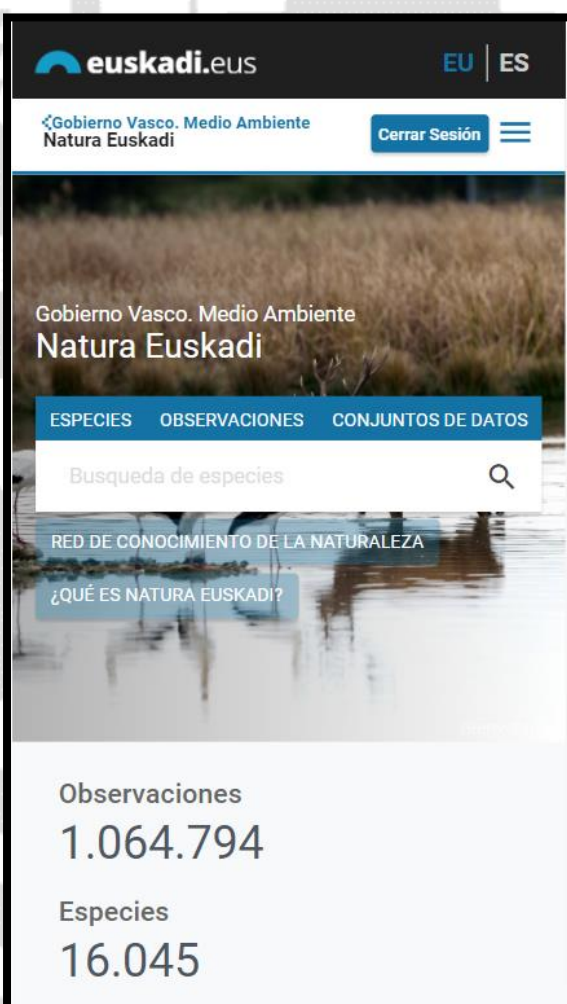 euskadi.eus
EU | ES
Gobierno Vasco. Medio Ambiente
Natura Euskadi
Cerrar Sesión
Gobierno Vasco. Medio Ambiente
Natura Euskadi
ESPECIES OBSERVACIONES CONJUNTOS DE DATOS
Busqueda de especies
RED DE CONOCIMIENTO DE LA NATURALEZA
¿QUÉ ES NATURA EUSKADI?
Observaciones
1.064.794
Especies
16.045